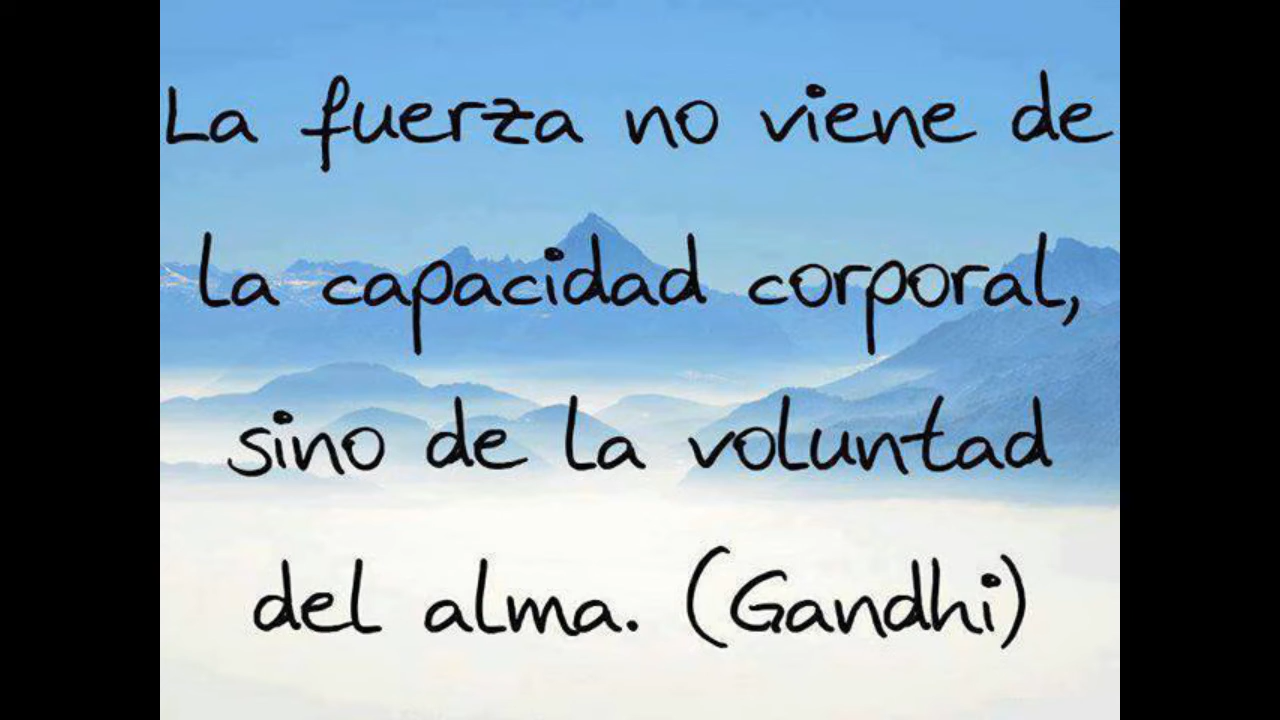 La fuerza no viene de
la capacidad corporal,
sino de la voluntad
del alma. (Gandhi)